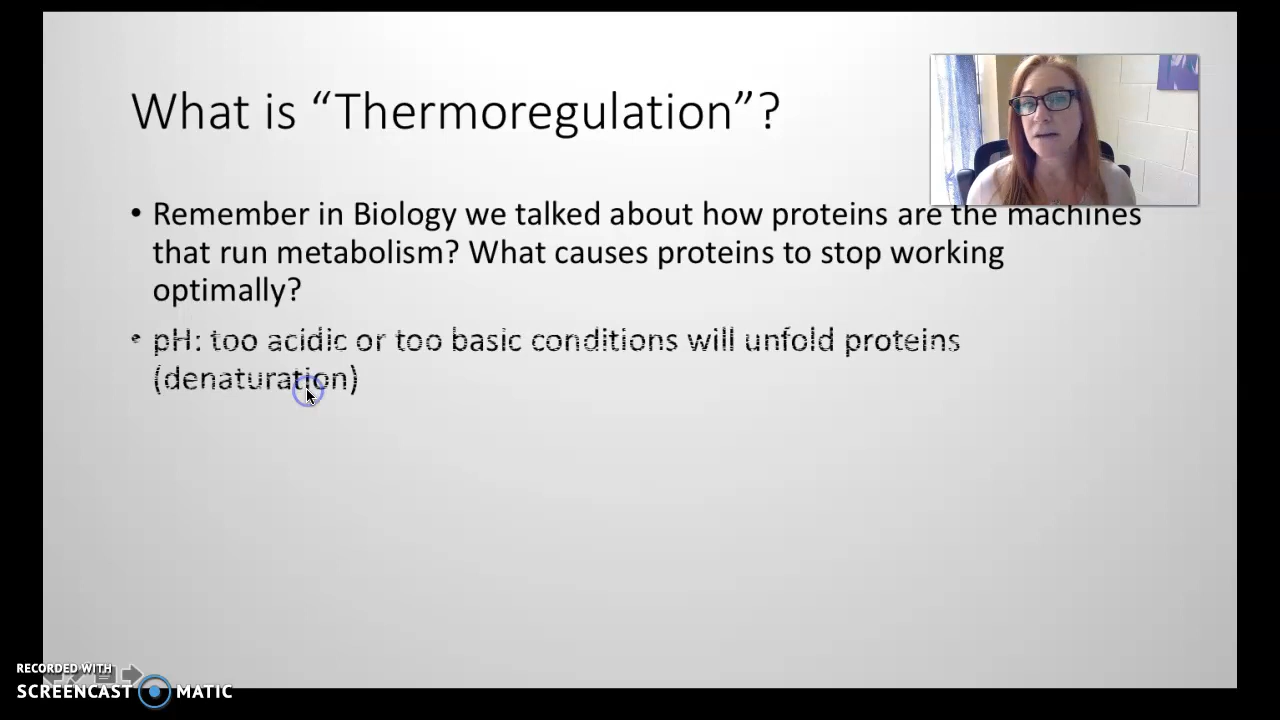 What is “Thermoregulation”?
• Remember in Biology we talked about how proteins are the machines
that run metabolism? What causes proteins to stop working
optimally?
• pH: too acidic or too basic conditions will unfold proteins
(denaturation)
RECORDED WITH
SCREENCAST MATIC